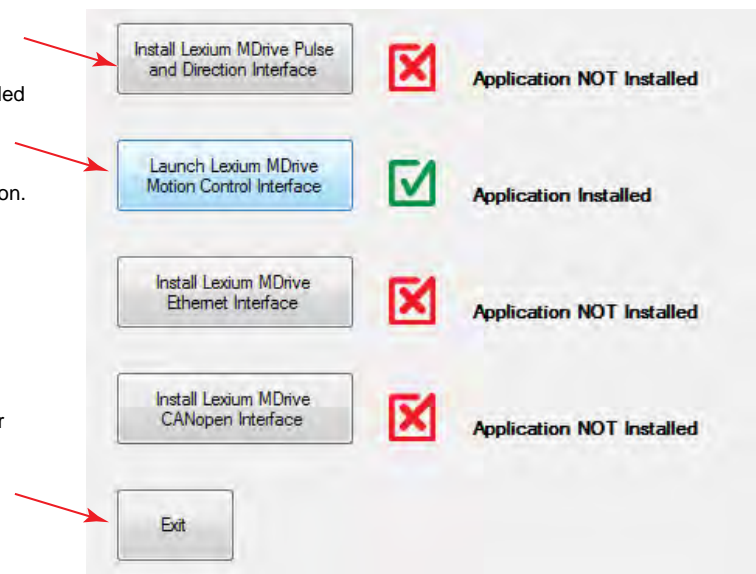 Install Lexium MDrive Pulse
and Direction Interface
Application NOT Installed
led
Launch Lexium MDrive
Motion Control Interface
Application Installed
on.
Install Lexium MDrive
Ethernet Interface
Application NOT Installed
Install Lexium MDrive
CANopen Interface
Application NOT Installed
r
Exit